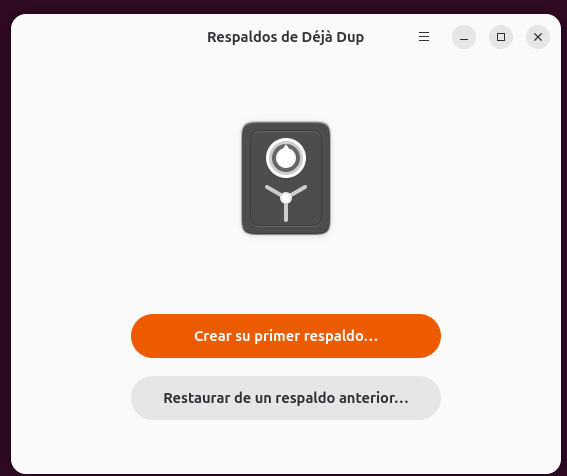 Respaldos de Déjà Dup
Crear su primer respaldo...
Restaurar de un respaldo anterior...